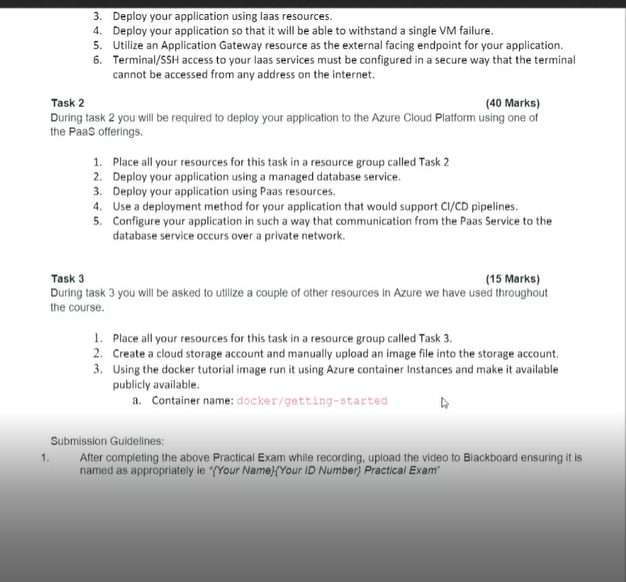 3. Deploy your application using Iaas resources.
4. Deploy your application so that it will be able to withstand a single VM failure.
5. Utilize an Application Gateway resource as the external facing endpoint for your application.
6. Terminal/SSH access to your Iaas services must be configured in a secure way that the terminal
cannot be accessed from any address on the internet.
Task 2 (40 Marks)
During task 2 you will be required to deploy your application to the Azure Cloud Platform using one of
the PaaS offerings.
1. Place all your resources for this task in a resource group called Task 2
2. Deploy your application using a managed database service.
3. Deploy your application using Paas resources.
4. Use a deployment method for your application that would support CI/CD pipelines.
5. Configure your application in such a way that communication from the Paas Service to the
database service occurs over a private network.
Task 3 (15 Marks)
During task 3 you will be asked to utilize a couple of other resources in Azure we have used throughout
the course.
1. Place all your resources for this task in a resource group called Task 3.
2. Create a cloud storage account and manually upload an image file into the storage account.
3. Using the docker tutorial image run it using Azure container Instances and make it available
publicly available.
a. Container name: docker/getting-started
Submission Guidelines:
1. After completing the above Practical Exam while recording, upload the video to Blackboard ensuring it is
named as appropriately ie "{Your Name}{Your ID Number) Practical Exam"